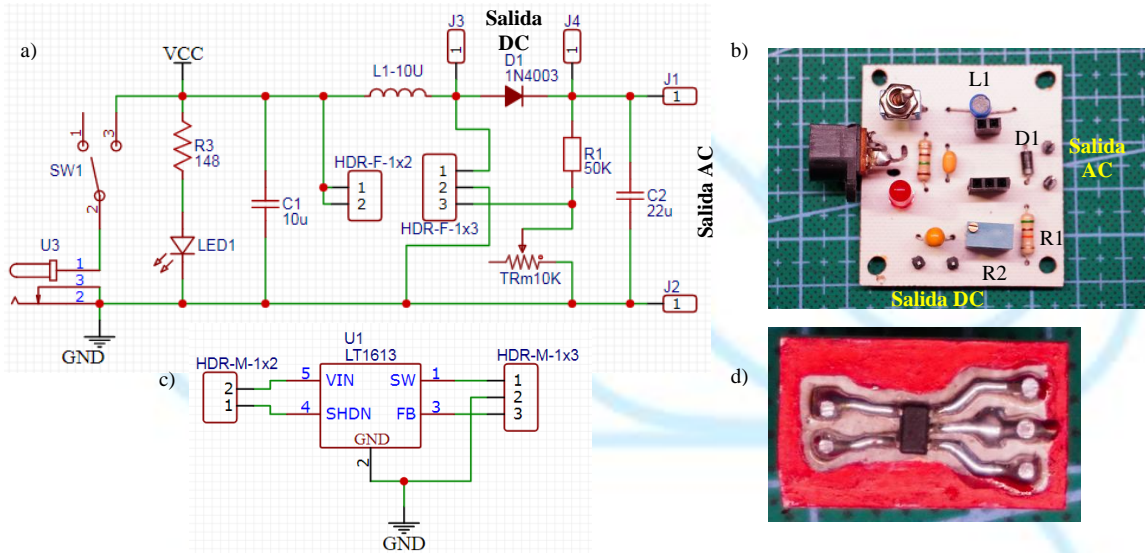 a)
VCC
J3
1
Salida
DC
J4
1
D1
1N4003
L1-10U
J1
1
1
3
SW1
2
R3
148
C1
10u
HDR-F-1x2
1
2
1
2
3
HDR-F-1x3
R1
50K
C2
22u
Salida AC
U3
1
3
2
LED1
TRm10K
J2
1
GND
b)
L1
D1
Salida
AC
R1
R2
Salida DC
c)
HDR-M-1x2
2
1
U1
LT1613
5
VIN
SW
1
4
SHDN
FB
3
GND
2
HDR-M-1x3
1
2
3
GND
d)